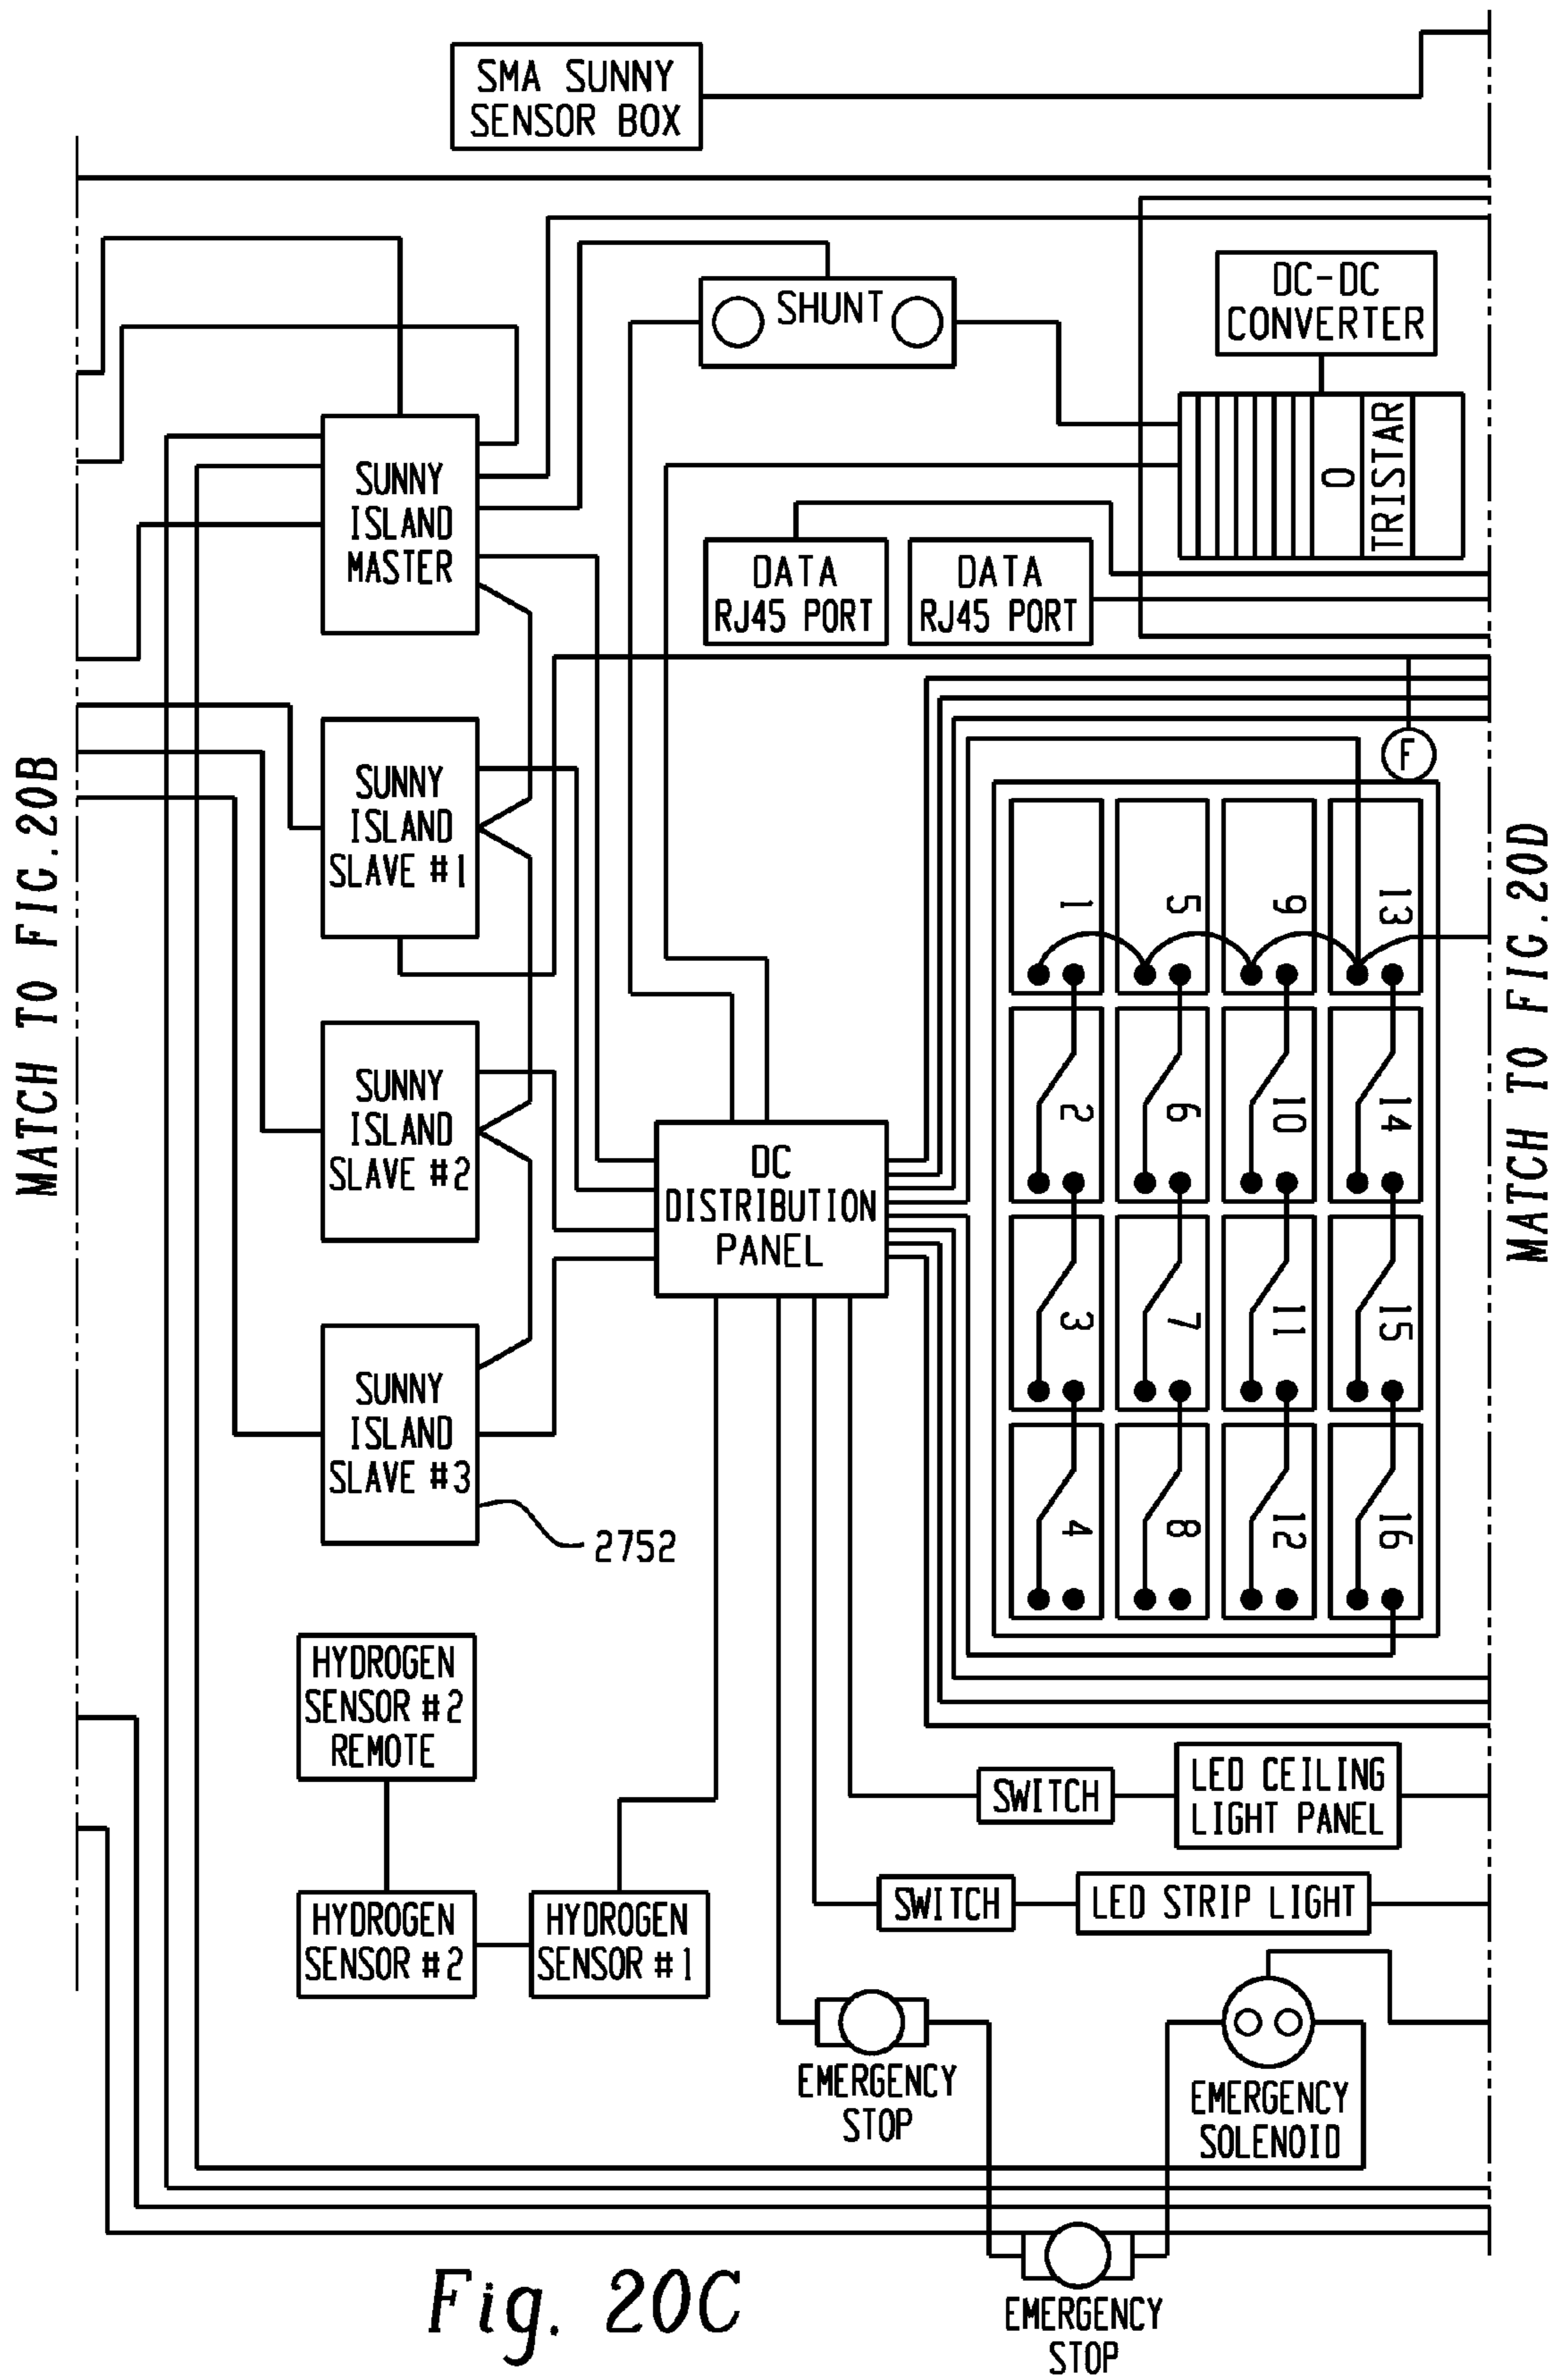 SMA SUNNY
SENSOR BOX
SHUNT
DC-DC
CONVERTER
0
TRISTAR
SUNNY
ISLAND
MASTER
DATA
RJ45 PORT
DATA
RJ45 PORT
F
SUNNY
ISLAND
SLAVE #1
MATCH TO FIG.20B
MATCH TO FIG.20D
1
5
9
13
SUNNY
ISLAND
SLAVE #2
2
6
10
14
DC
DISTRIBUTION
PANEL
3
7
11
15
SUNNY
ISLAND
SLAVE #3
2752
4
8
12
16
HYDROGEN
SENSOR #2
REMOTE
SWITCH
LED CEILING
LIGHT PANEL
SWITCH
LED STRIP LIGHT
HYDROGEN
SENSOR #2
HYDROGEN
SENSOR #1
EMERGENCY
STOP
EMERGENCY
SOLENOID
EMERGENCY
STOP
Fig. 20C